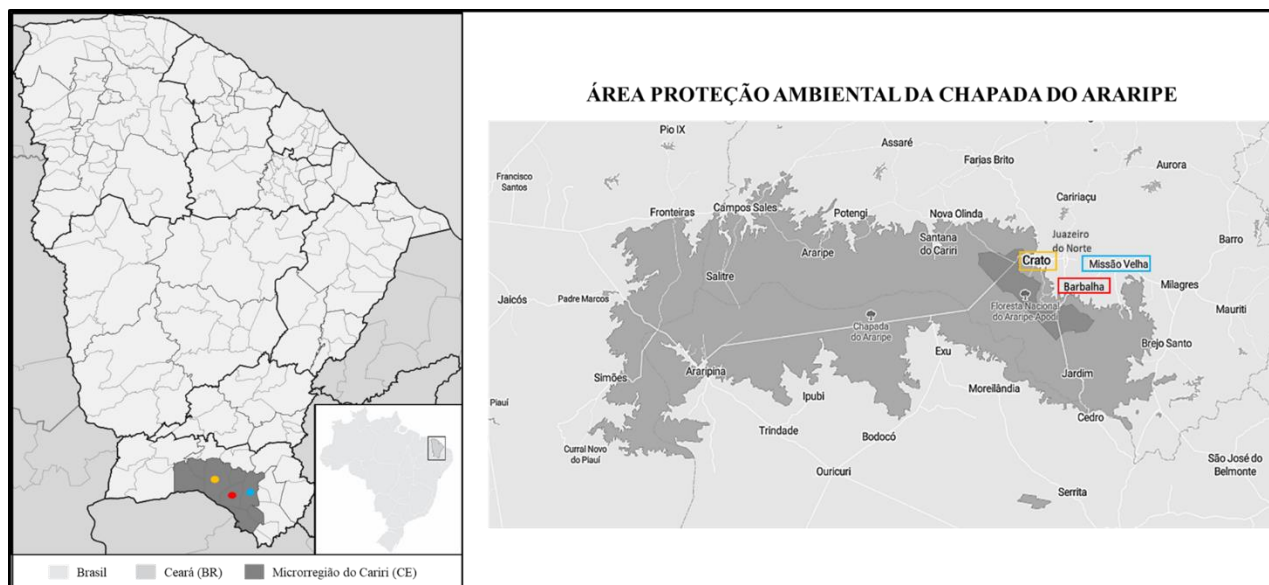 ÁREA PROTEÇÃO AMBIENTAL DA CHAPADA DO ARARIPE
Pio IX
Assaré
Farias Brito
Aurora
Francisco
Santos
Caririaçu
Fronteiras
Campos Sales
Potengi
Nova Olinda
Juazeiro
do Norte
Barro
Araripe
Santana
do Cariri
Crato
Missão Velha
Salitre
Barbalha
Milagres
Jaicós
Padre Marcos
Floresta Nacional
do Araripe Apodi
Mauriti
Chapada
do Araripe
Exu
Brejo Santo
Simões
Araripina
Jardim
Moreilândia
Ipubi
Piauí
Cedro
Trindade
Bodocó
Curral Novo
do Piauí
Ouricuri
São José do
Belmonte
Serrita
Brasil
Ceará (BR)
Microrregião do Cariri (CE)